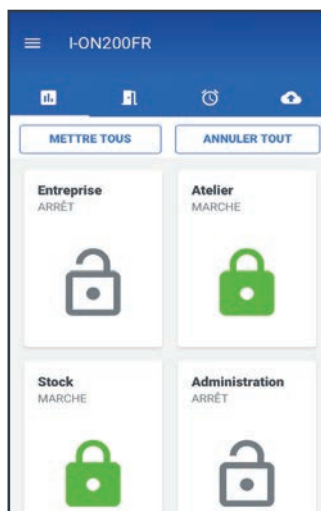 I-ON200FR
METTRE TOUS
ANNULER TOUT
Entreprise
ARRÊT
Atelier
MARCHE
Stock
MARCHE
Administration
ARRÊT